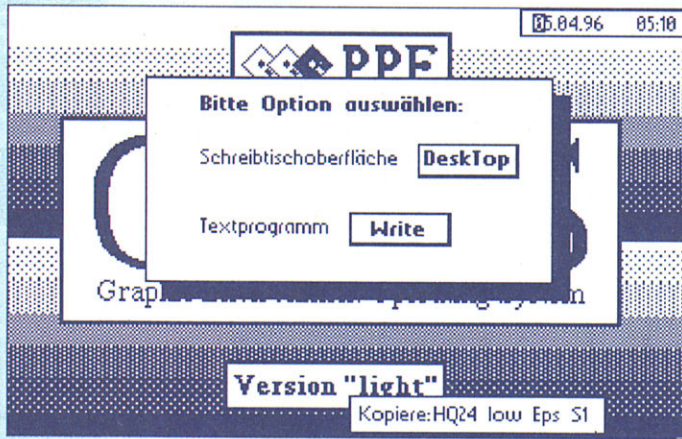 05.04.96 05:10
PPF
Bitte Option auswählen:
Schreibtischoberfläche DeskTop
Textprogramm Write
Version "light"
Kopiere:HQ24 low Eps S1